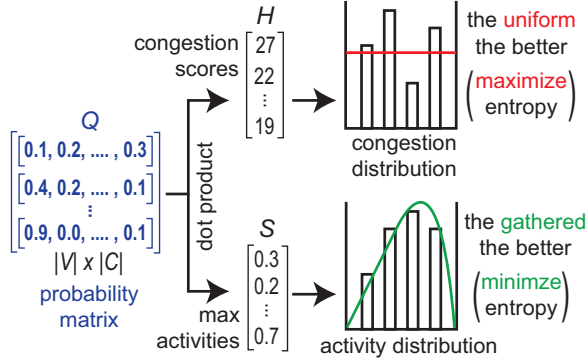 Q
[0.1, 0.2, .... , 0.3]
[0.4, 0.2, .... , 0.1]
⋮
[0.9, 0.0, .... , 0.1]
|V| x |C|
probability
matrix
dot product
congestion
scores
H
27
22
...
19
congestion
distribution
the uniform
the better
(maximize
entropy)
max
activities
S
0.3
0.2
...
0.7
activity distribution
the gathered
the better
(minimze
entropy)